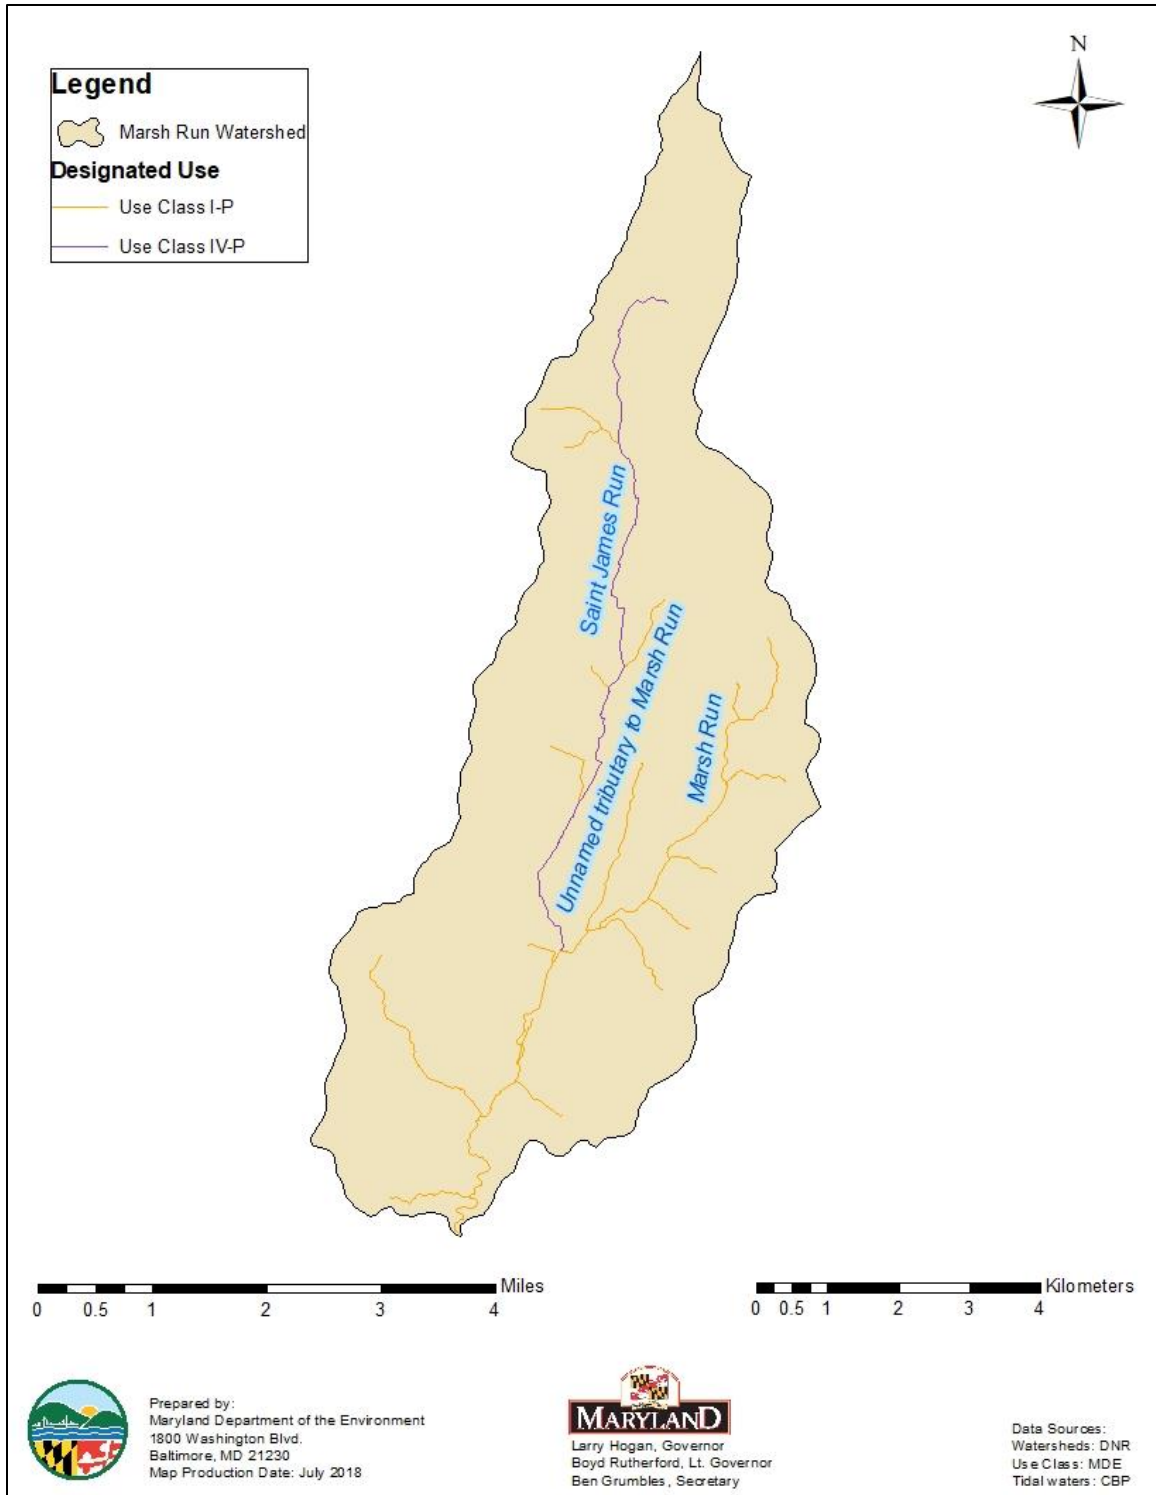 N
Legend
Marsh Run Watershed
Designated Use
Use Class I-P
Use Class IV-P
Saint James Run
Unnamed tributary to Marsh Run
Marsh Run
Miles
0 0.5 1 2 3 4
Kilometers
0 0.5 1 2 3 4
Prepared by:
Maryland Department of the Environment
1800 Washington Blvd.
Baltimore, MD 21230
Map Production Date: July 2018
MARYLAND
Larry Hogan, Governor
Boyd Rutherford, Lt. Governor
Ben Grumbles, Secretary
Data Sources:
Watersheds: DNR
Use Class: MDE
Tidal waters: CBP